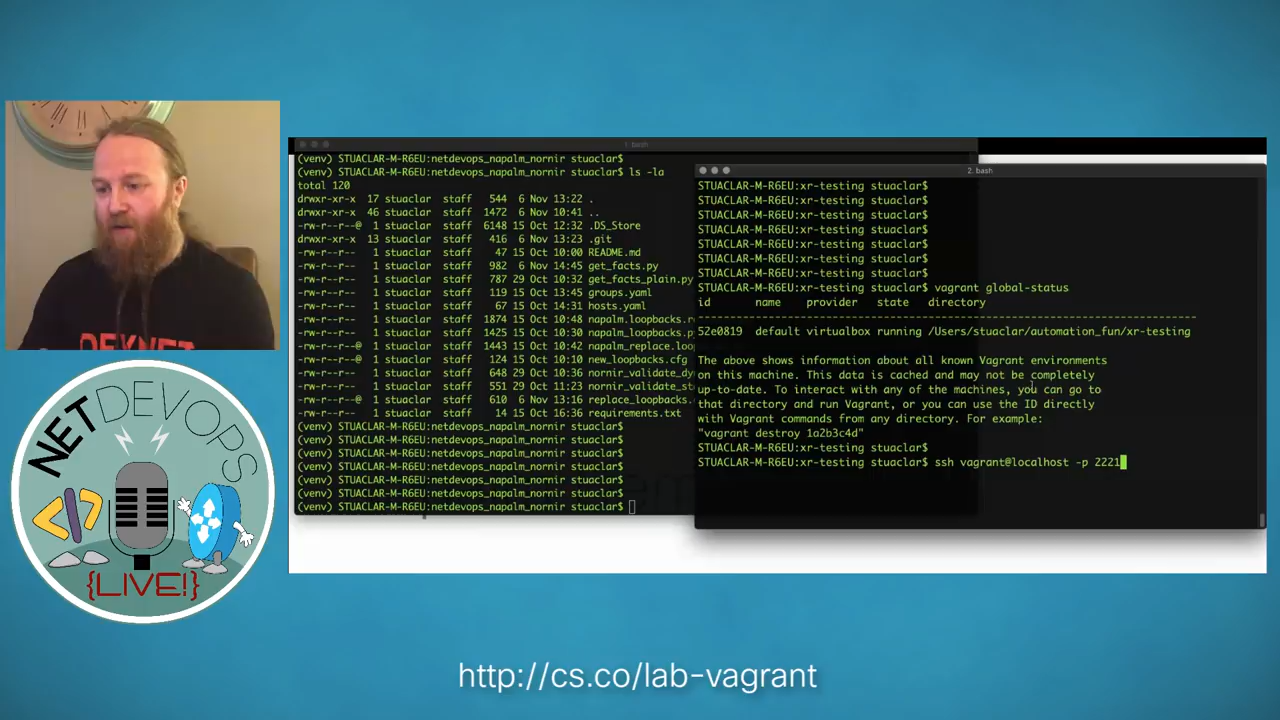 1 bash
(venv) STUACLAR-M-R6EU:netdevops_napalm_nornir stuaclar$
(venv) STUACLAR-M-R6EU:netdevops_napalm_nornir stuaclar$ ls -la
total 120
drwxr-xr-x 17 stuaclar staff 544 6 Nov 13:22 .
drwxr-xr-x 46 stuaclar staff 1472 6 Nov 10:41 ..
-rw-r--r--@ 1 stuaclar staff 6148 15 Oct 12:32 .DS_Store
drwxr-xr-x 13 stuaclar staff 416 6 Nov 13:23 .git
-rw-r--r-- 1 stuaclar staff 47 15 Oct 10:00 README.md
-rw-r--r-- 1 stuaclar staff 982 6 Nov 14:45 get_facts.py
-rw-r--r-- 1 stuaclar staff 787 29 Oct 10:32 get_facts_plain.py
-rw-r--r-- 1 stuaclar staff 119 15 Oct 13:45 groups.yaml
-rw-r--r-- 1 stuaclar staff 67 15 Oct 14:31 hosts.yaml
-rw-r--r-- 1 stuaclar staff 1874 15 Oct 10:48 napalm_loopbacks.r
-rw-r--r-- 1 stuaclar staff 1425 15 Oct 10:30 napalm_loopbacks.py
-rw-r--r--@ 1 stuaclar staff 1443 15 Oct 10:42 napalm_replace.loo
-rw-r--r--@ 1 stuaclar staff 124 15 Oct 10:10 new_loopbacks.cfg
-rw-r--r-- 1 stuaclar staff 648 29 Oct 10:36 nornir_validate_dy
-rw-r--r-- 1 stuaclar staff 551 29 Oct 11:23 nornir_validate_st
-rw-r--r--@ 1 stuaclar staff 610 6 Nov 13:16 replace_loopbacks.
-rw-r--r-- 1 stuaclar staff 14 15 Oct 16:36 requirements.txt
(venv) STUACLAR-M-R6EU:netdevops_napalm_nornir stuaclar$
(venv) STUACLAR-M-R6EU:netdevops_napalm_nornir stuaclar$
(venv) STUACLAR-M-R6EU:netdevops_napalm_nornir stuaclar$
(venv) STUACLAR-M-R6EU:netdevops_napalm_nornir stuaclar$
(venv) STUACLAR-M-R6EU:netdevops_napalm_nornir stuaclar$
(venv) STUACLAR-M-R6EU:netdevops_napalm_nornir stuaclar$
(venv) STUACLAR-M-R6EU:netdevops_napalm_nornir stuaclar$
2. bash
STUACLAR-M-R6EU:xr-testing stuaclar$
STUACLAR-M-R6EU:xr-testing stuaclar$
STUACLAR-M-R6EU:xr-testing stuaclar$
STUACLAR-M-R6EU:xr-testing stuaclar$
STUACLAR-M-R6EU:xr-testing stuaclar$
STUACLAR-M-R6EU:xr-testing stuaclar$
STUACLAR-M-R6EU:xr-testing stuaclar$
STUACLAR-M-R6EU:xr-testing stuaclar$ vagrant global-status
id name provider state directory
--------------------------------------------------------------------
52e0819 default virtualbox running /Users/stuaclar/automation_fun/xr-testing
The above shows information about all known Vagrant environments
on this machine. This data is cached and may not be completely
up-to-date. To interact with any of the machines, you can go to
that directory and run Vagrant, or you can use the ID directly
with Vagrant commands from any directory. For example:
"vagrant destroy 1a2b3c4d"
STUACLAR-M-R6EU:xr-testing stuaclar$
STUACLAR-M-R6EU:xr-testing stuaclar$ ssh vagrant@localhost -p 2221
DEVNET
NETDEVOPS
</>
{LIVE!}
http://cs.co/lab-vagrant